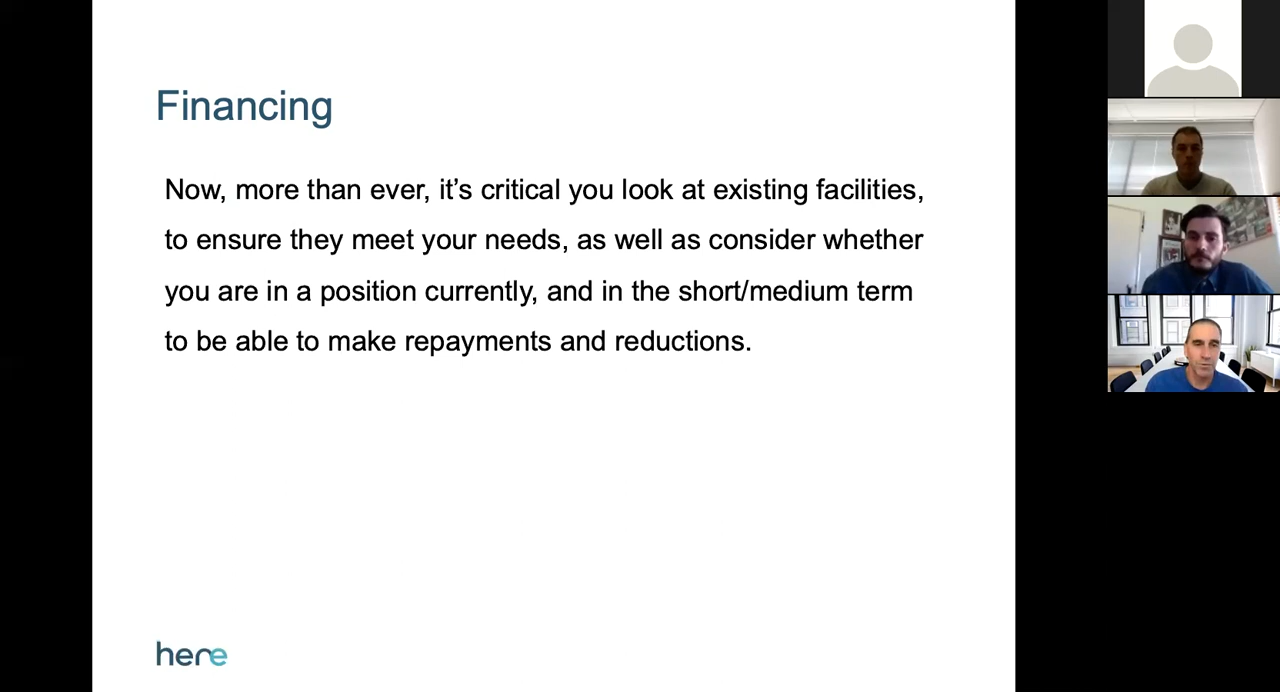 Financing
Now, more than ever, it’s critical you look at existing facilities,
to ensure they meet your needs, as well as consider whether
you are in a position currently, and in the short/medium term
to be able to make repayments and reductions.
here